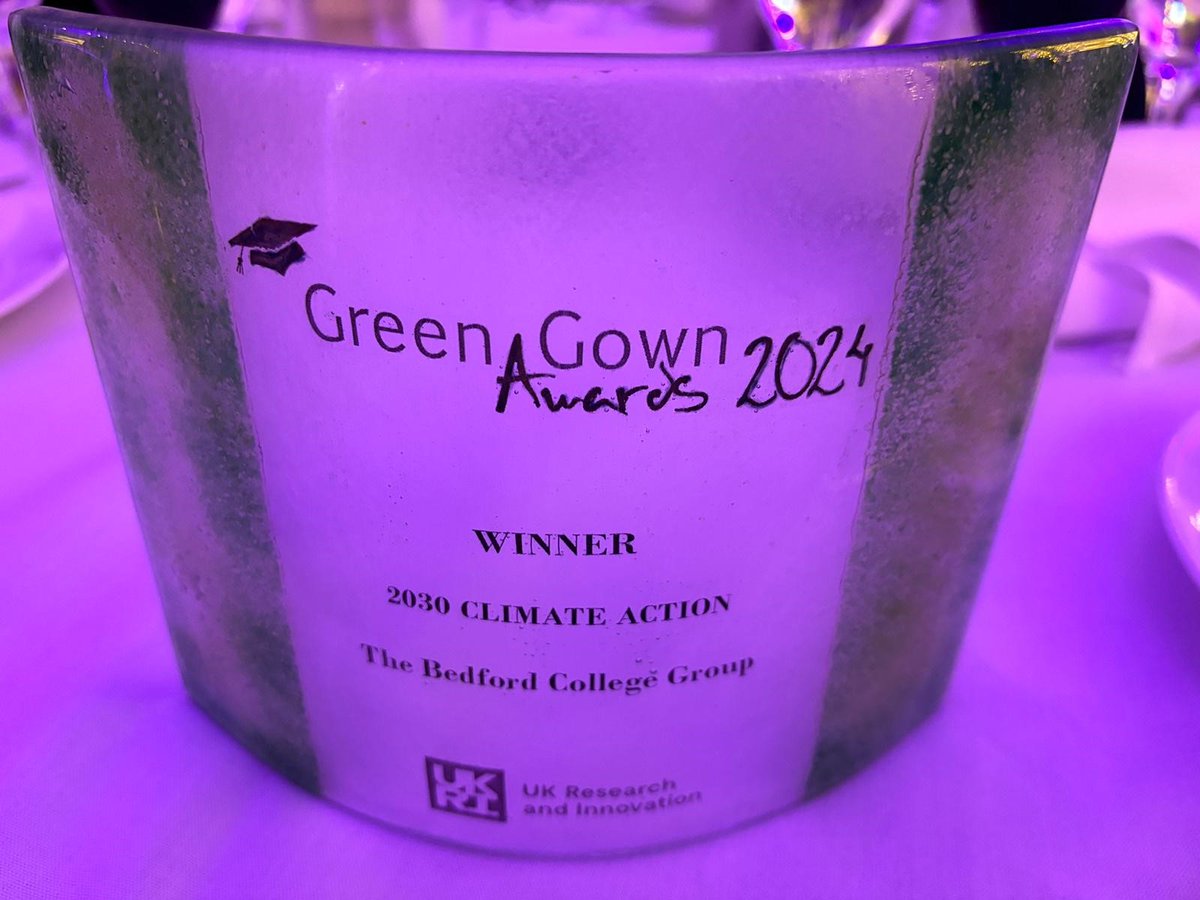 Green Gown
Awards 2024
WINNER
2030 CLIMATE ACTION
The Bedford College Group
UK
RI
UK Research
and Innovation